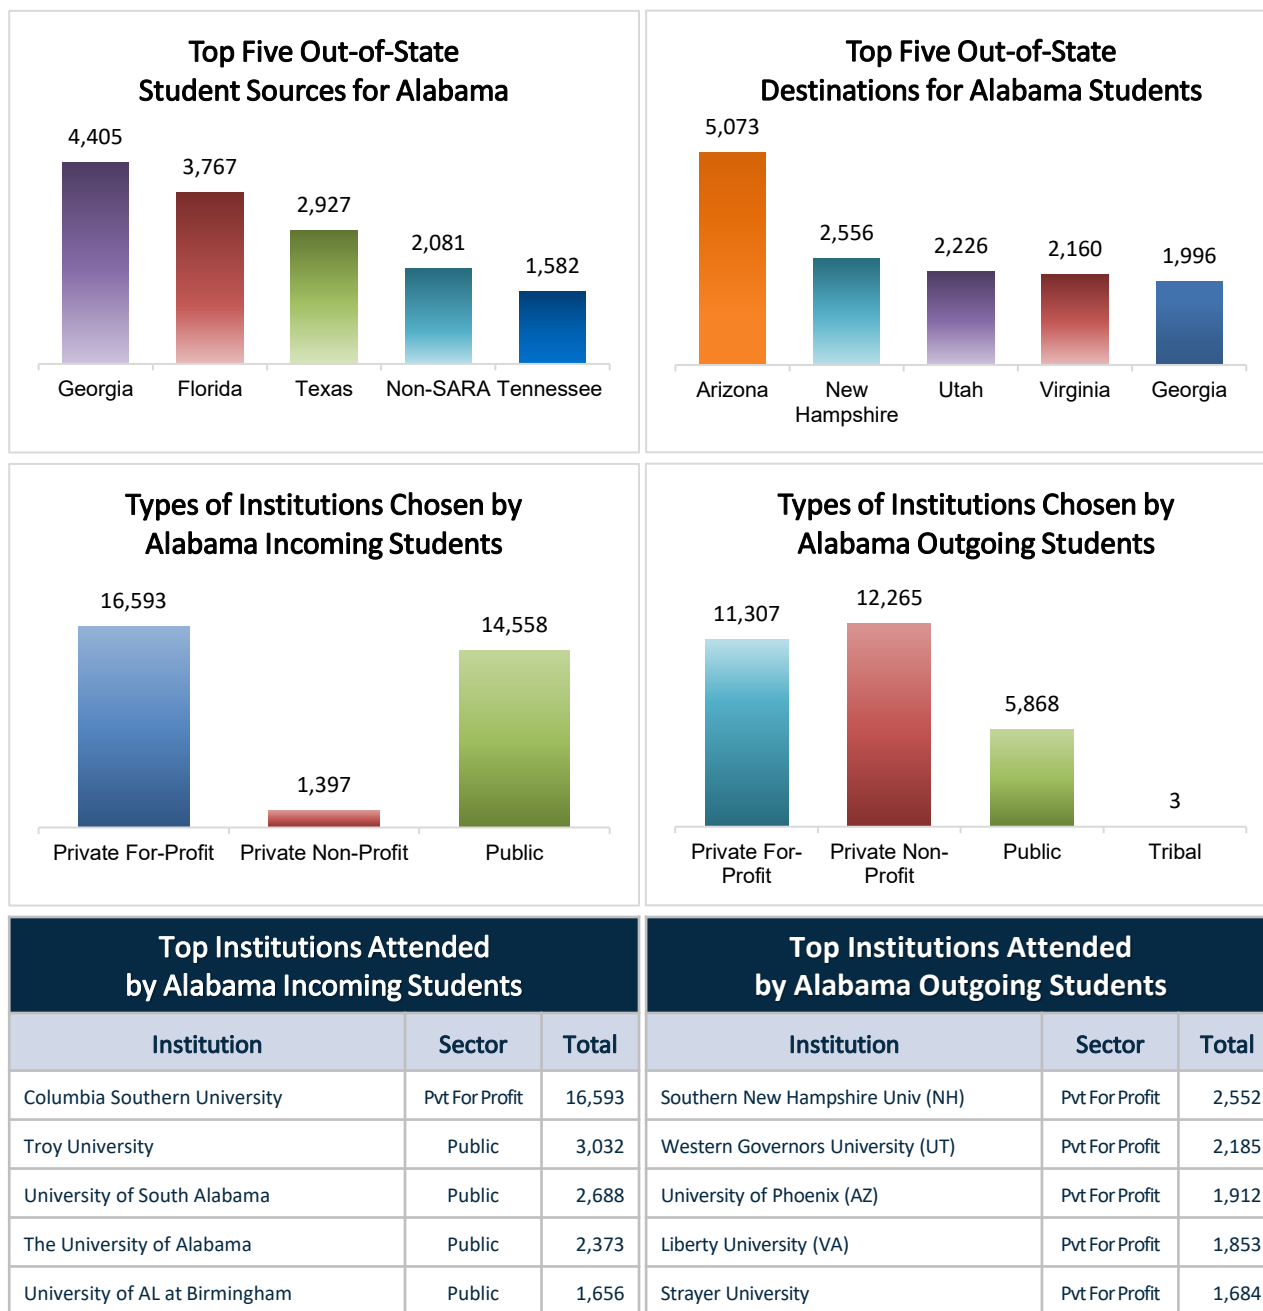 Top Five Out-of-State
Student Sources for Alabama
4,405
3,767
2,927
2,081
1,582
Georgia Florida Texas Non-SARA Tennessee
Top Five Out-of-State
Destinations for Alabama Students
5,073
2,556
2,226
2,160
1,996
Arizona New Utah Virginia Georgia
Hampshire
Types of Institutions Chosen by
Alabama Incoming Students
16,593
1,397
14,558
Private For-Profit Private Non-Profit Public
Types of Institutions Chosen by
Alabama Outgoing Students
11,307
12,265
5,868
3
Private For- Private Non- Public Tribal
Profit Profit
Top Institutions Attended
by Alabama Incoming Students
Institution Sector Total
Columbia Southern University Pvt For Profit 16,593
Troy University Public 3,032
University of South Alabama Public 2,688
The University of Alabama Public 2,373
University of AL at Birmingham Public 1,656
Top Institutions Attended
by Alabama Outgoing Students
Institution Sector Total
Southern New Hampshire Univ (NH) Pvt For Profit 2,552
Western Governors University (UT) Pvt For Profit 2,185
University of Phoenix (AZ) Pvt For Profit 1,912
Liberty University (VA) Pvt For Profit 1,853
Strayer University Pvt For Profit 1,684